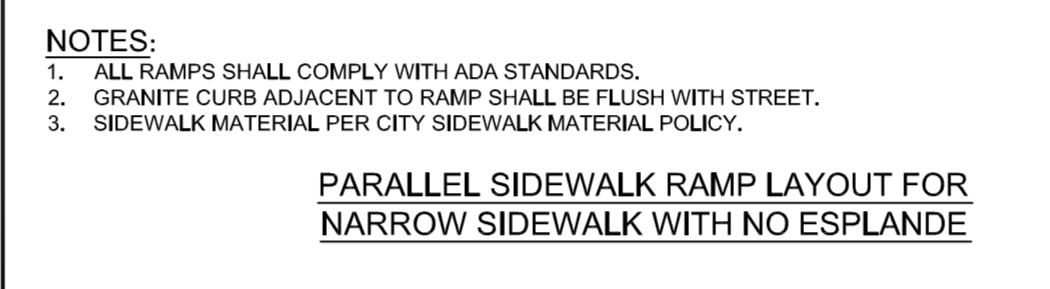 NOTES:
1. ALL RAMPS SHALL COMPLY WITH ADA STANDARDS.
2. GRANITE CURB ADJACENT TO RAMP SHALL BE FLUSH WITH STREET.
3. SIDEWALK MATERIAL PER CITY SIDEWALK MATERIAL POLICY.
PARALLEL SIDEWALK RAMP LAYOUT FOR
NARROW SIDEWALK WITH NO ESPLANDE